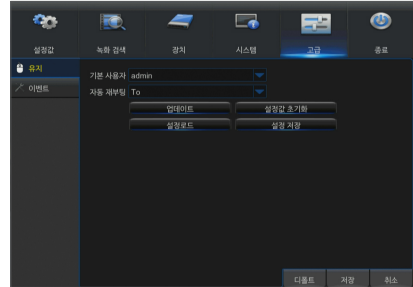 설정값 녹화 검색 장치 시스템 고급 종료
유지
이벤트
기본 사용자 admin
자동 재부팅 To
업데이트 설정값 초기화
설정로드 설정 저장
디폴트 저장 취소